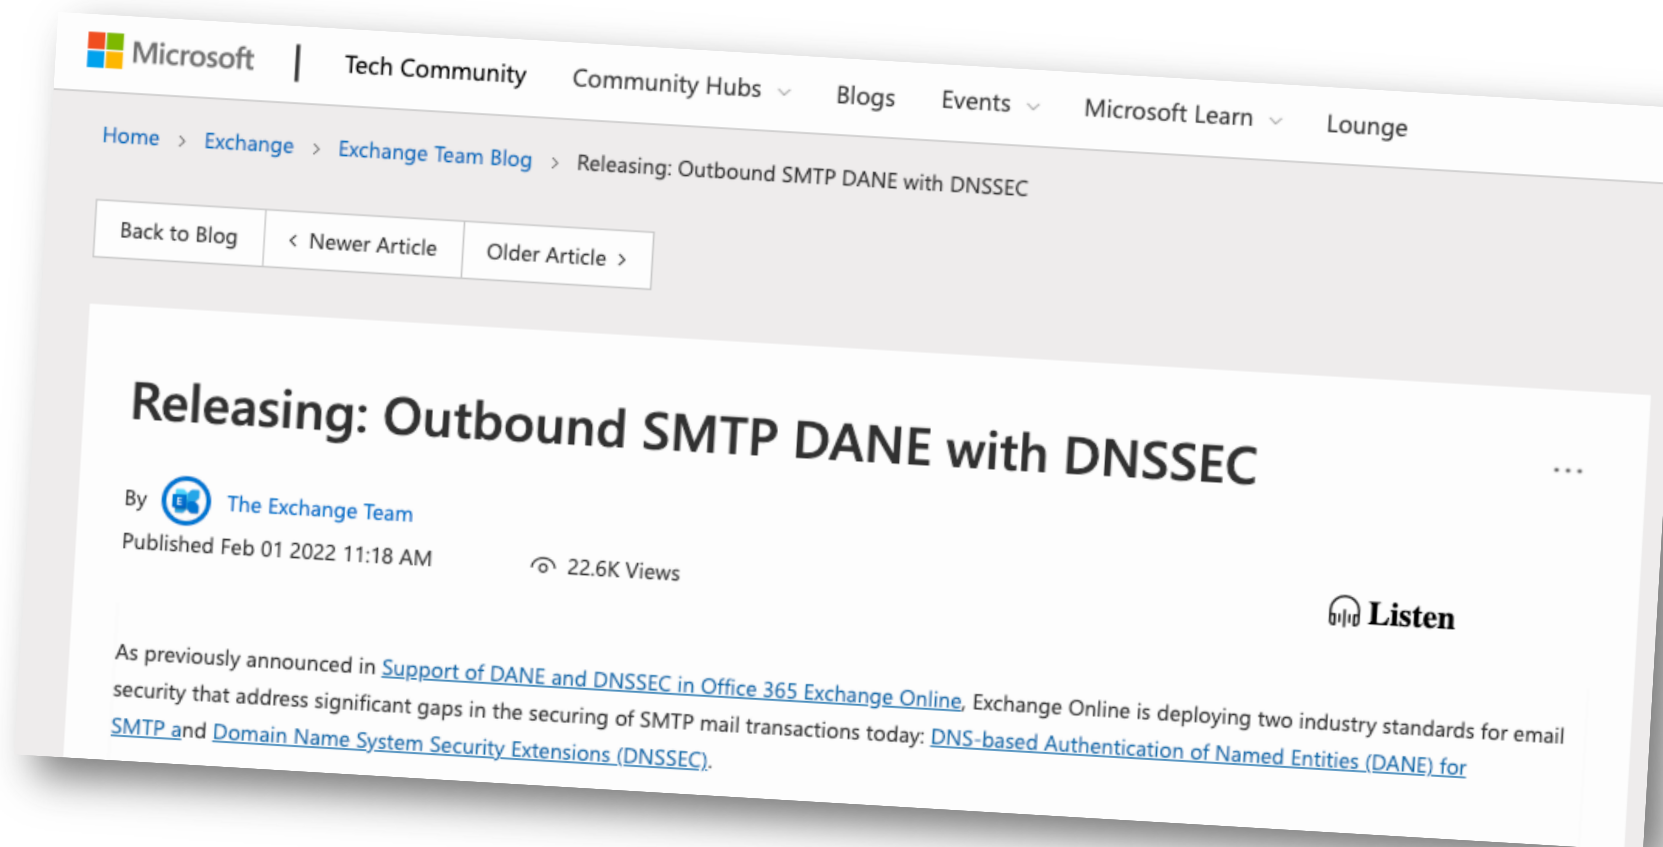 Microsoft | Tech Community Community Hubs Blogs Events Microsoft Learn Lounge
Home > Exchange > Exchange Team Blog > Releasing: Outbound SMTP DANE with DNSSEC
Back to Blog < Newer Article Older Article >
Releasing: Outbound SMTP DANE with DNSSEC
...
By E The Exchange Team
Published Feb 01 2022 11:18 AM 22.6K Views
Listen
As previously announced in Support of DANE and DNSSEC in Office 365 Exchange Online, Exchange Online is deploying two industry standards for email
security that address significant gaps in the securing of SMTP mail transactions today: DNS-based Authentication of Named Entities (DANE) for
SMTP and Domain Name System Security Extensions (DNSSEC).